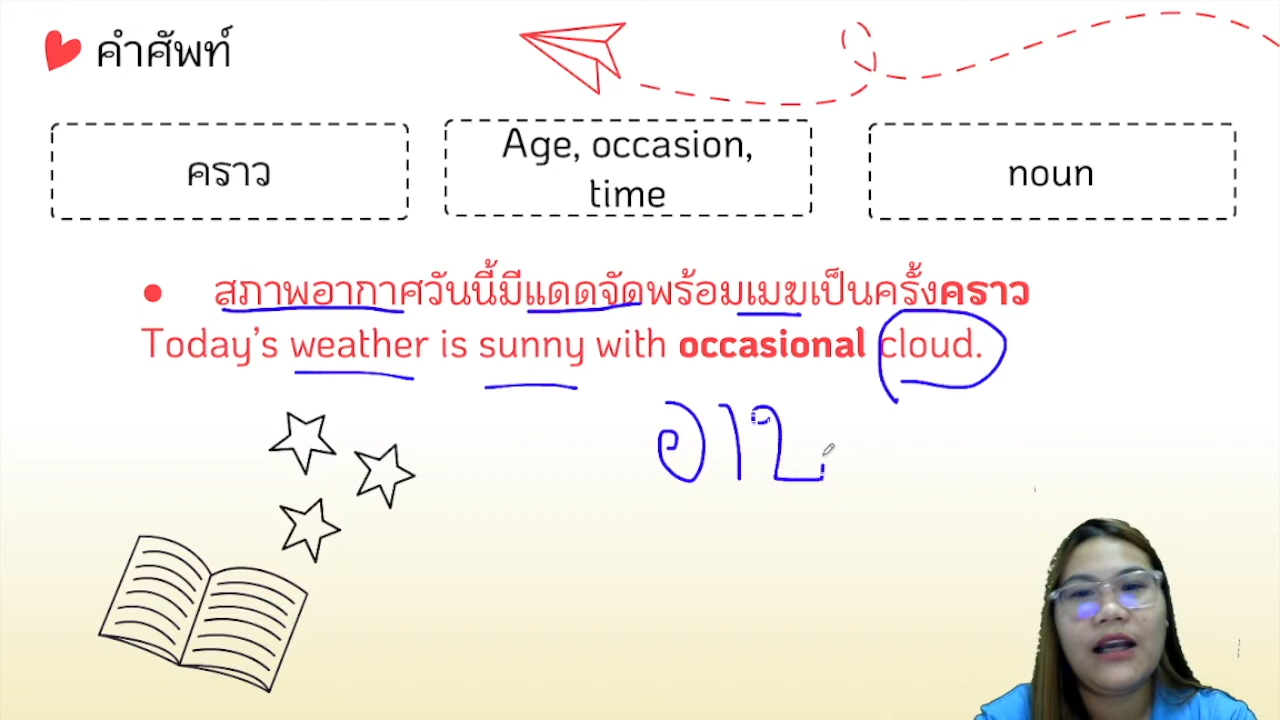 คำศัพท์
คราว
Age, occasion,
time
noun
● สภาพอากาศวันนี้มีแดดจัดพร้อมเมฆเป็นครั้งคราว
Today's weather is sunny with occasional cloud.